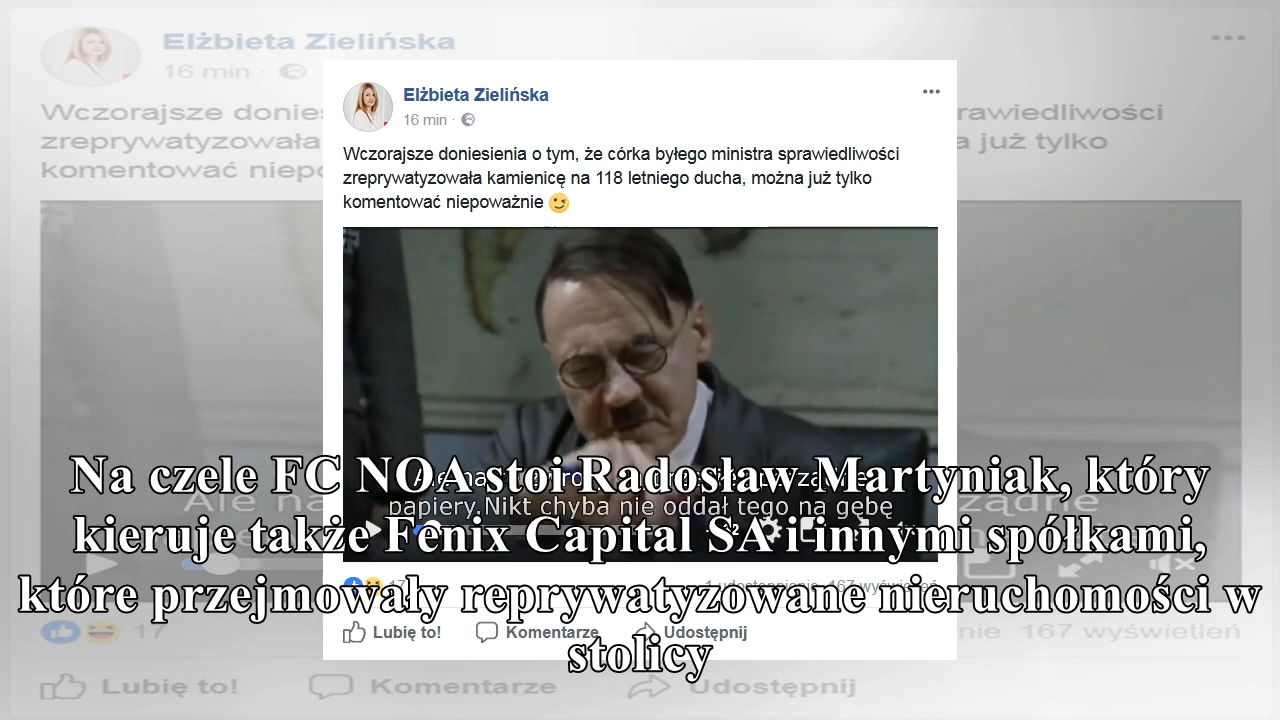 Elżbieta Zielińska
16 min
Wczorajsze doniesienia o tym, że córka byłego ministra sprawiedliwości
zreprywatyzowała kamienicę na 118 letniego ducha, można już tylko
komentować niepoważnie
papiery.Nikt chyba nie oddał tego na gębę
Na czele FC NOA stoi Radosław Martyniak, który
kieruje także Fenix Capital SA i innymi spółkami,
które przejmowały reprywatyzowane nieruchomości w
stolicy
17
1 udostępnienie 167 wyświetleń
Lubię to! Komentarze Udostępnij